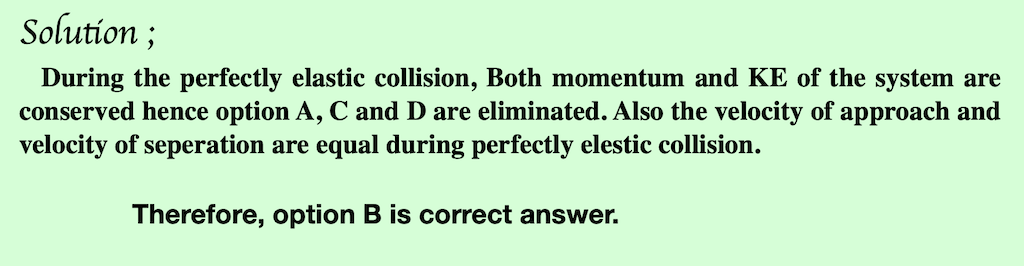 Solution ;
During the perfectly elastic collision, Both momentum and KE of the system are
conserved hence option A, C and D are eliminated. Also the velocity of approach and
velocity of seperation are equal during perfectly elestic collision.
Therefore, option B is correct answer.